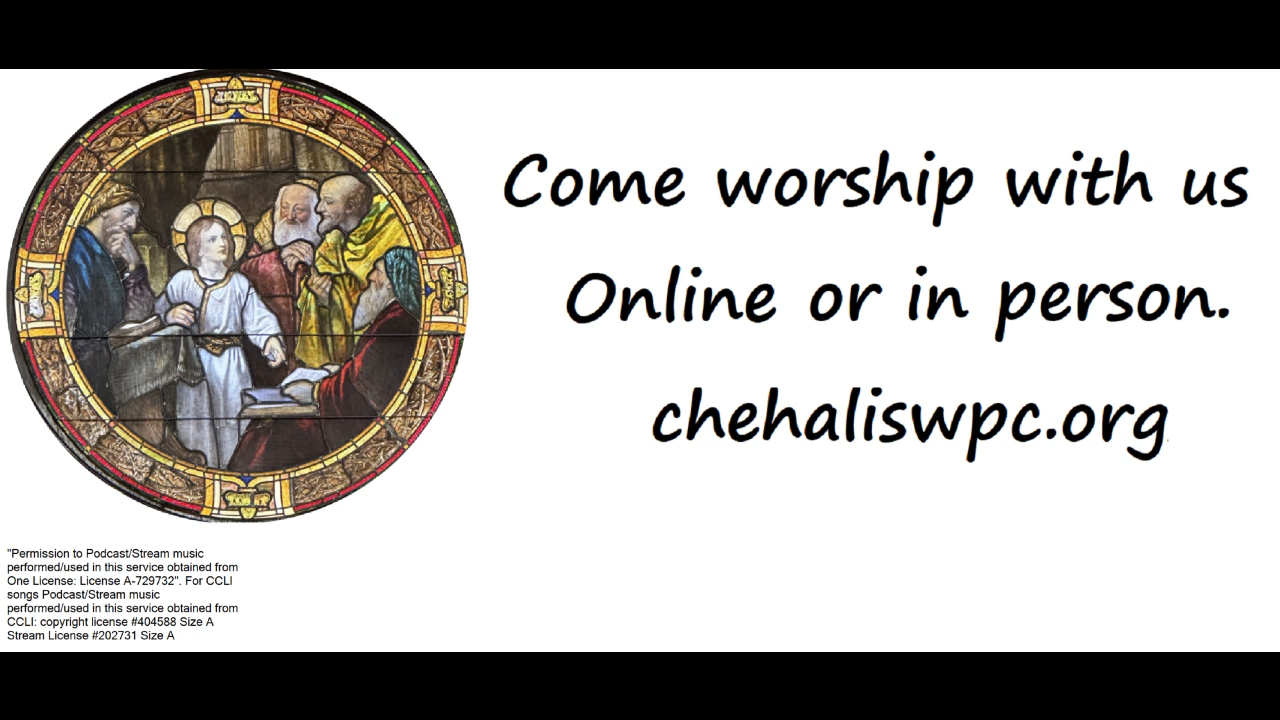 Come worship with us
Online or in person.
chehaliswpc.org
"Permission to Podcast/Stream music
performed/used in this service obtained from
One License: License A-729732". For CCLI
songs Podcast/Stream music
performed/used in this service obtained from
CCLI: copyright license #404588 Size A
Stream License #202731 Size A